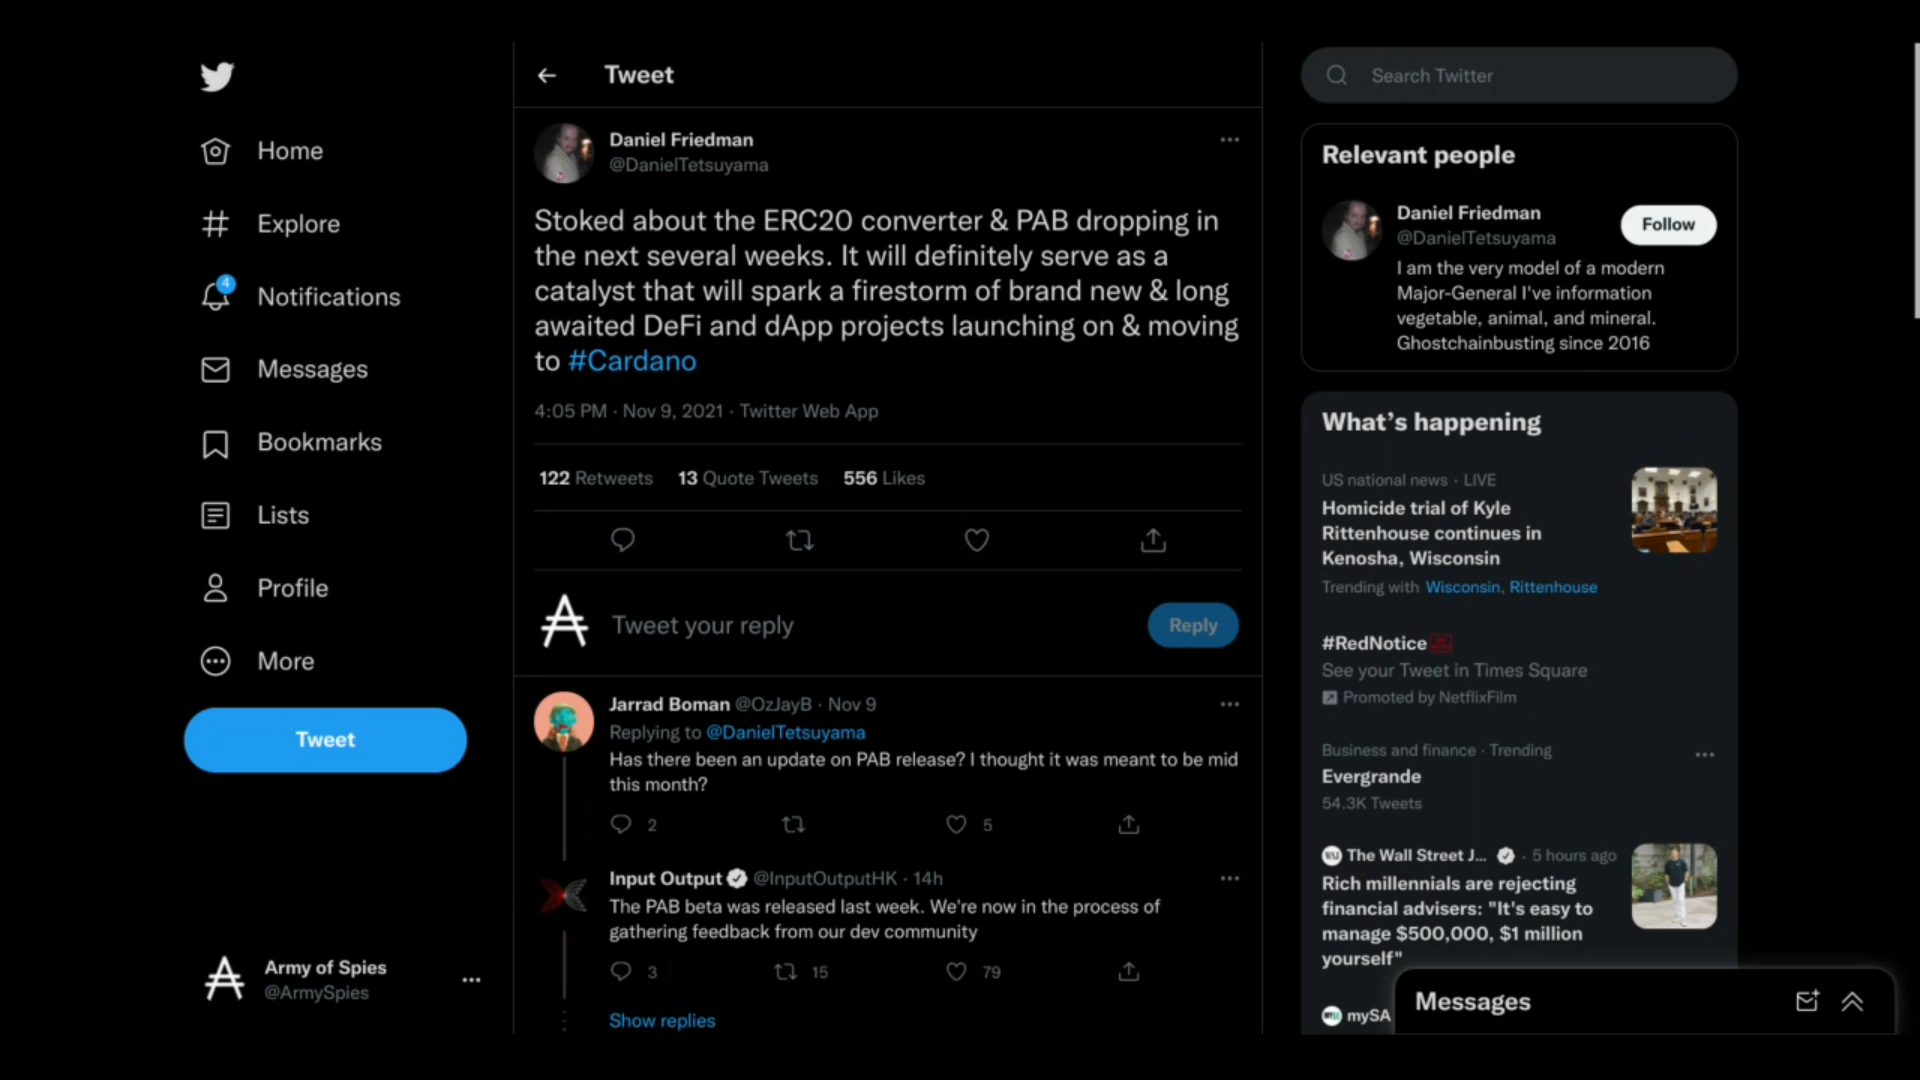 Home
Explore
4
Notifications
Messages
Bookmarks
Lists
Profile
More
Tweet
Army of Spies
@ArmySpies
Tweet
Daniel Friedman
@DanielTetsuyama
Stoked about the ERC20 converter & PAB dropping in
the next several weeks. It will definitely serve as a
catalyst that will spark a firestorm of brand new & long
awaited DeFi and dApp projects launching on & moving
to #Cardano
4:05 PM · Nov 9, 2021 · Twitter Web App
122 Retweets 13 Quote Tweets 556 Likes
Tweet your reply
Reply
Jarrad Boman @OzJayB · Nov 9
Replying to @DanielTetsuyama
Has there been an update on PAB release? I thought it was meant to be mid
this month?
2 5
Input Output @InputOutputHK · 14h
The PAB beta was released last week. We're now in the process of
gathering feedback from our dev community
3 15 79
Show replies
Search Twitter
Relevant people
Daniel Friedman
@DanielTetsuyama
Follow
I am the very model of a modern
Major-General I've information
vegetable, animal, and mineral.
Ghostchainbusting since 2016
What's happening
US national news · LIVE
Homicide trial of Kyle
Rittenhouse continues in
Kenosha, Wisconsin
Trending with Wisconsin, Rittenhouse
#RedNotice
See your Tweet in Times Square
Promoted by NetflixFilm
Business and finance · Trending
Evergrande
54.3K Tweets
WSJ The Wall Street J... · 5 hours ago
Rich millennials are rejecting
financial advisers: "It's easy to
manage $500,000, $1 million
yourself"
mySA
Messages